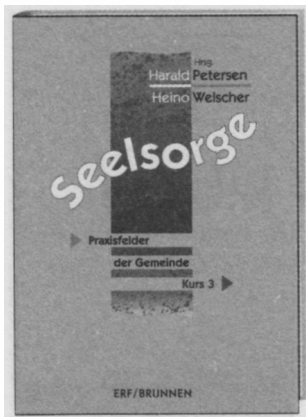 Hrsg.
Harald Petersen
Heino Welscher
Seelsorge
Praxisfelder
der Gemeinde
Kurs 3
ERF/BRUNNEN